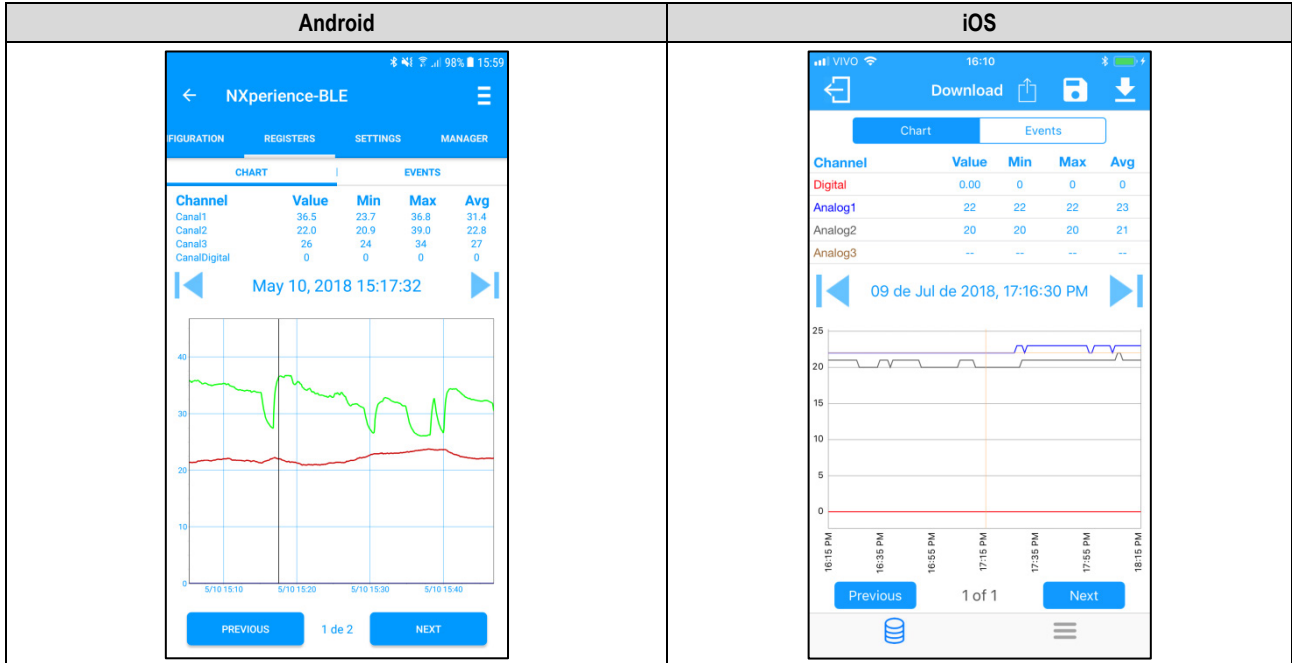 Android
iOS
98% 15:59
NXperience-BLE
FIGURATION REGISTERS SETTINGS MANAGER
CHART | EVENTS
Channel Value Min Max Avg
Canal1 36.5 23.7 36.8 31.4
Canal2 22.0 20.9 39.0 22.8
Canal3 26 24 34 27
CanalDigital 0 0 0 0
May 10, 2018 15:17:32
40
30
20
10
0
5/10 15:10 5/10 15:20 5/10 15:30 5/10 15:40
PREVIOUS 1 de 2 NEXT
VIVO 16:10
Download
Chart Events
Channel Value Min Max Avg
Digital 0.00 0 0 0
Analog1 22 22 22 23
Analog2 20 20 20 21
Analog3 -- -- -- --
09 de Jul de 2018, 17:16:30 PM
25
20
15
10
5
0
16:15 PM 16:35 PM 16:55 PM 17:15 PM 17:35 PM 17:55 PM 18:15 PM
Previous 1 of 1 Next